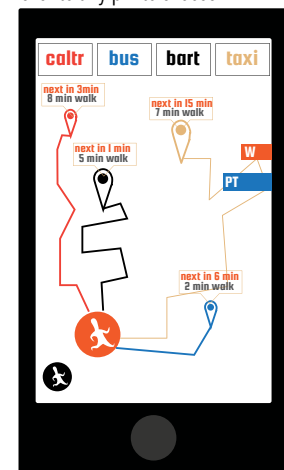 caltr bus bart taxi
next in 3min
8 min walk
next in 15 min
7 min walk
next in 1 min
5 min walk
W
PT
next in 6 min
2 min walk